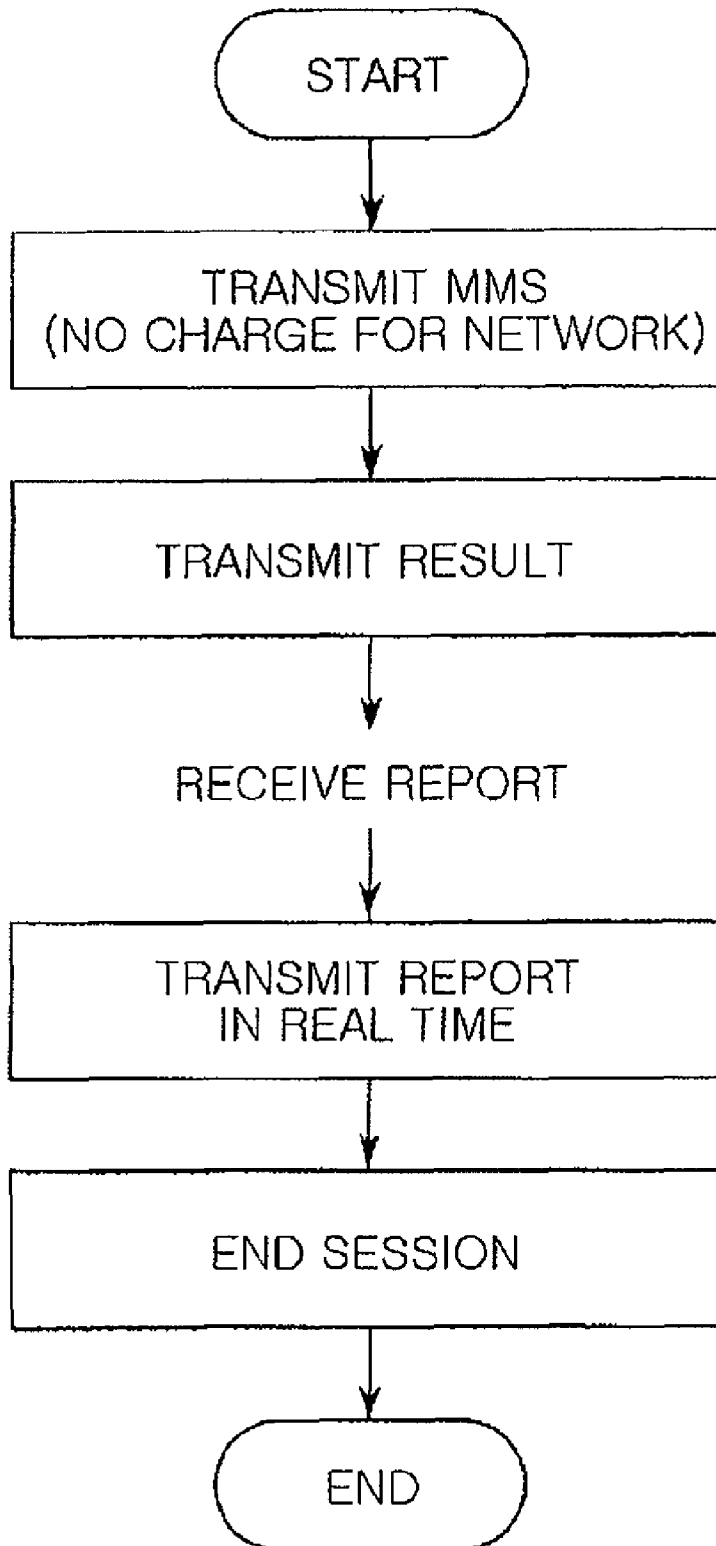 START
TRANSMIT MMS
(NO CHARGE FOR NETWORK)
TRANSMIT RESULT
RECEIVE REPORT
TRANSMIT REPORT
IN REAL TIME
END SESSION
END